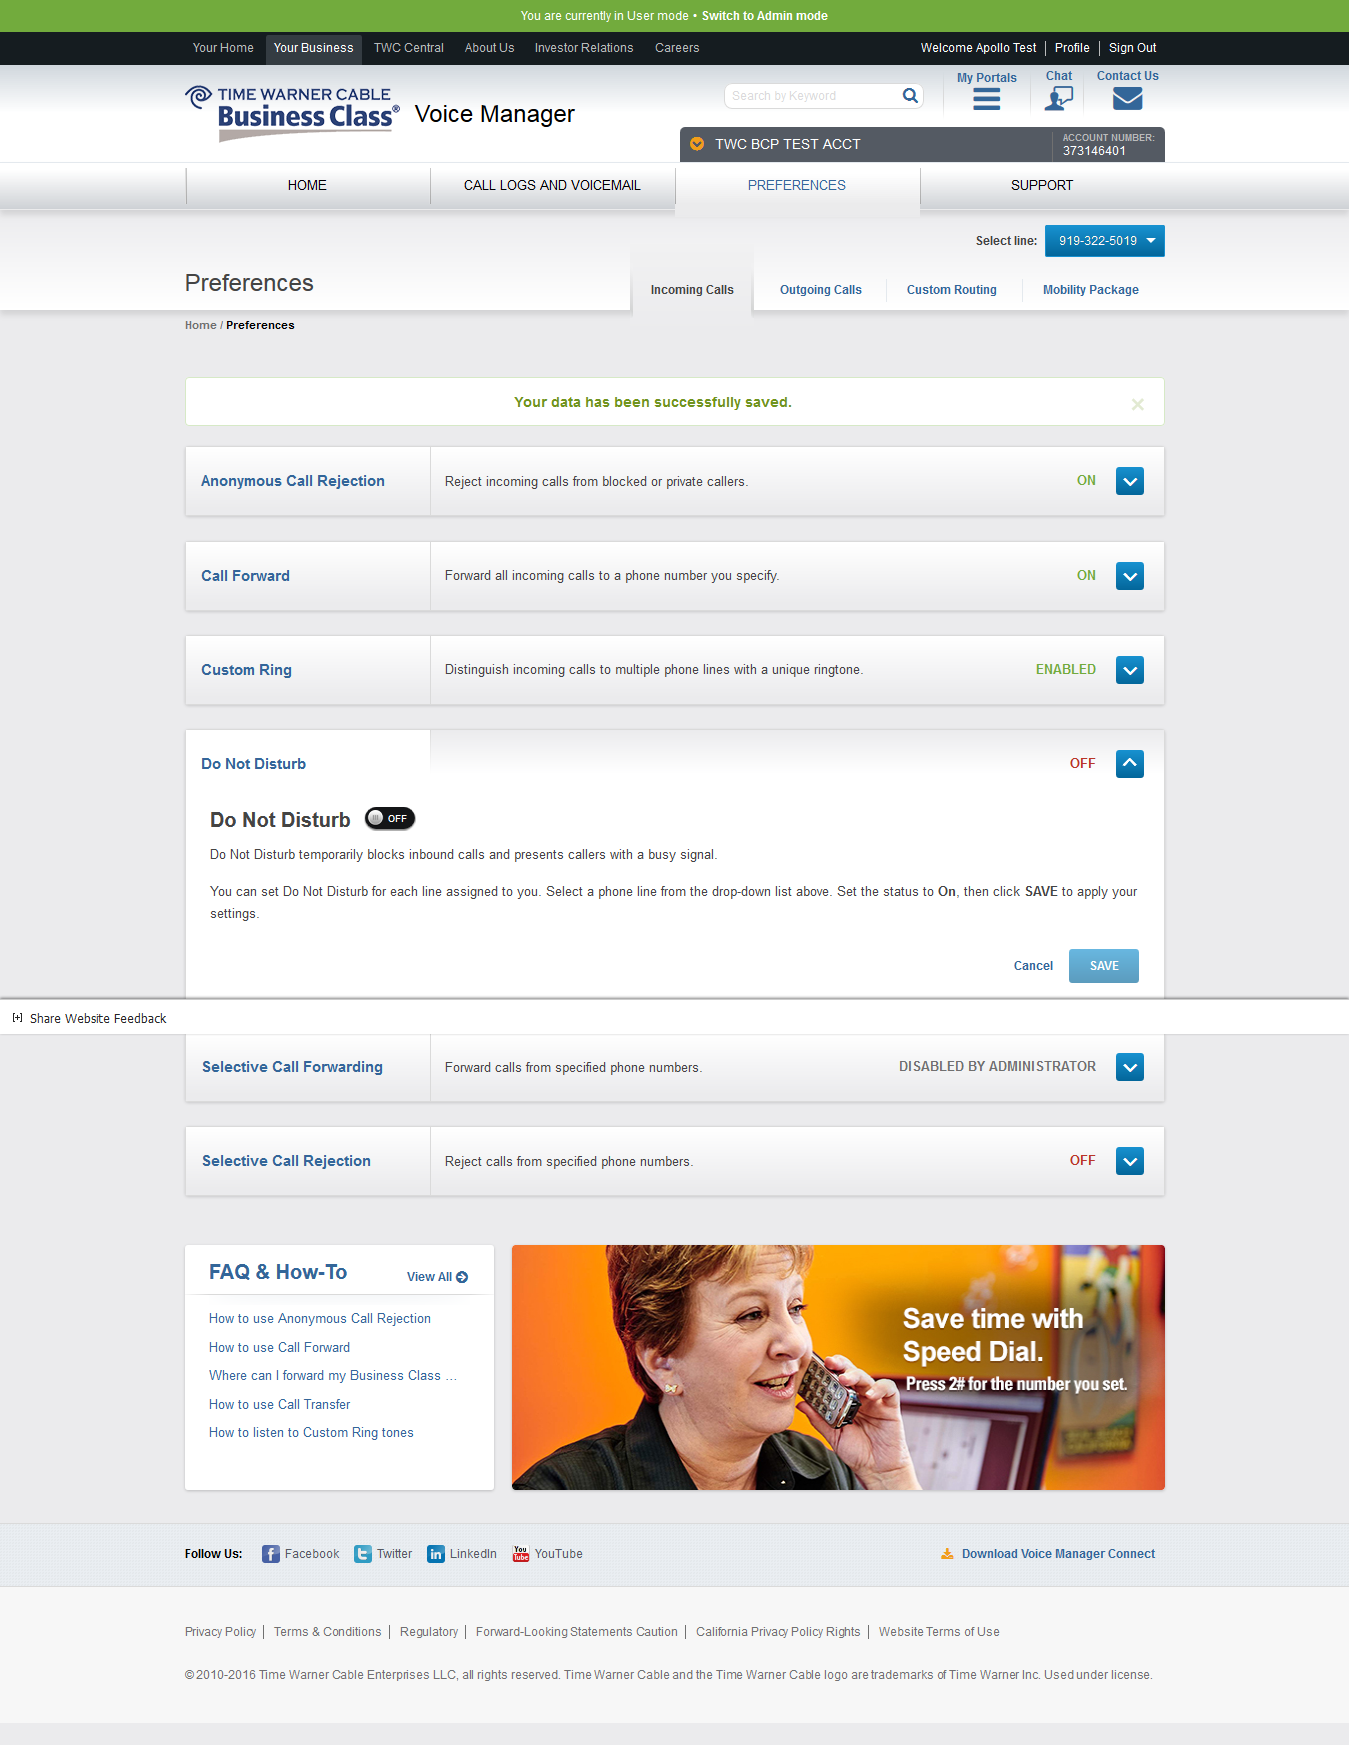 You are currently in User mode • Switch to Admin mode
Your Home Your Business TWC Central About Us Investor Relations Careers Welcome Apollo Test Profile Sign Out
TIME WARNER CABLE
Business Class®
Voice Manager
Search by Keyword
My Portals Chat Contact Us
TWC BCP TEST ACCT
ACCOUNT NUMBER:
373146401
HOME CALL LOGS AND VOICEMAIL PREFERENCES SUPPORT
Select line: 919-322-5019
Preferences
Incoming Calls Outgoing Calls Custom Routing Mobility Package
Home / Preferences
Your data has been successfully saved.
Anonymous Call Rejection Reject incoming calls from blocked or private callers. ON
Call Forward Forward all incoming calls to a phone number you specify. ON
Custom Ring Distinguish incoming calls to multiple phone lines with a unique ringtone. ENABLED
Do Not Disturb OFF
Do Not Disturb OFF
Do Not Disturb temporarily blocks inbound calls and presents callers with a busy signal.
You can set Do Not Disturb for each line assigned to you. Select a phone line from the drop-down list above. Set the status to On, then click SAVE to apply your
settings.
Cancel SAVE
[+] Share Website Feedback
Selective Call Forwarding Forward calls from specified phone numbers. DISABLED BY ADMINISTRATOR
Selective Call Rejection Reject calls from specified phone numbers. OFF
FAQ & How-To View All
How to use Anonymous Call Rejection
How to use Call Forward
Where can I forward my Business Class ...
How to use Call Transfer
How to listen to Custom Ring tones
Save time with
Speed Dial.
Press 2# for the number you set.
Follow Us: Facebook Twitter LinkedIn YouTube Download Voice Manager Connect
Privacy Policy Terms & Conditions Regulatory Forward-Looking Statements Caution California Privacy Policy Rights Website Terms of Use
© 2010-2016 Time Warner Cable Enterprises LLC, all rights reserved. Time Warner Cable and the Time Warner Cable logo are trademarks of Time Warner Inc. Used under license.